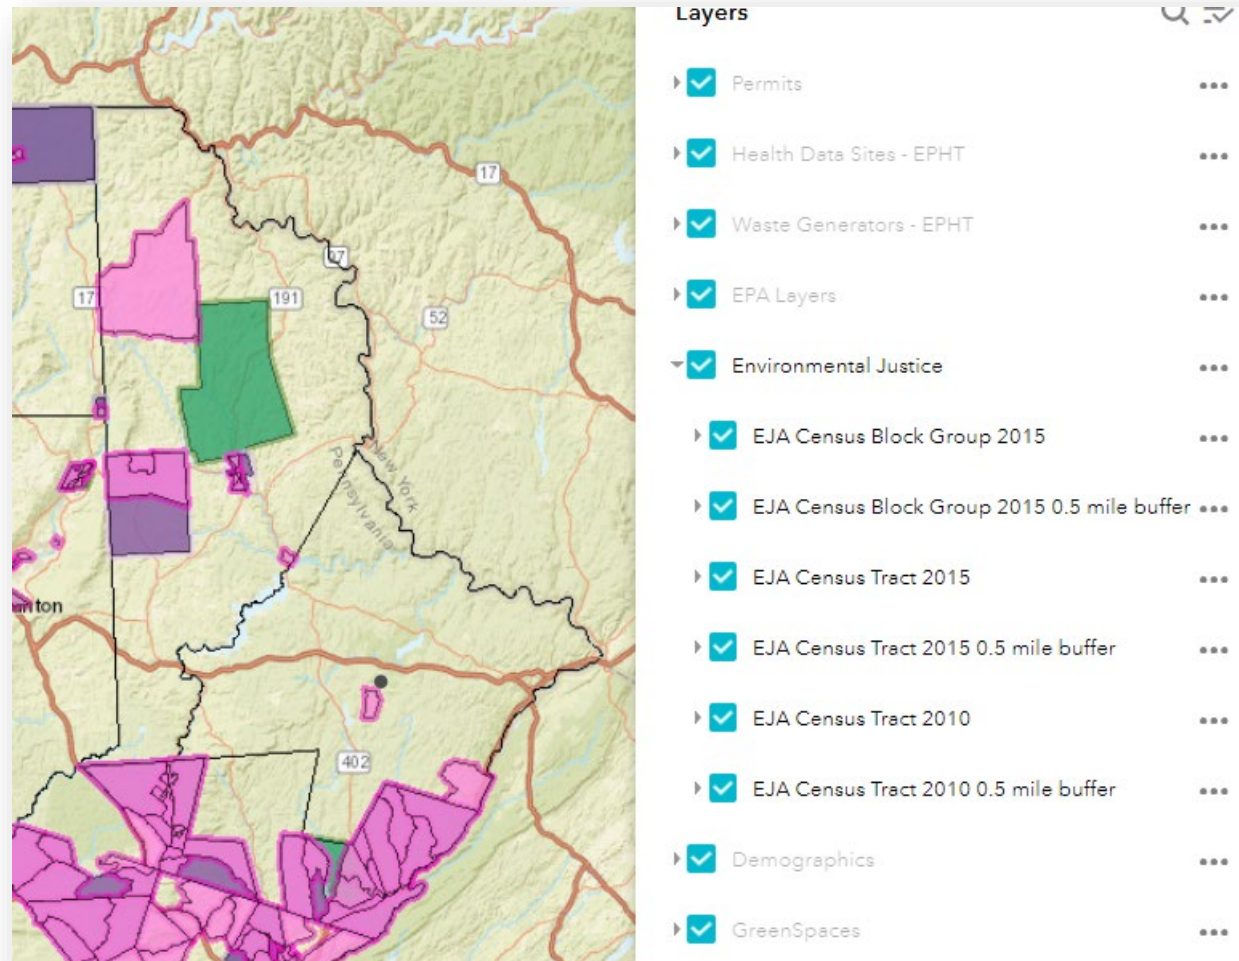 Layers
Permits
Health Data Sites - EPHT
Waste Generators - EPHT
EPA Layers
Environmental Justice
EJA Census Block Group 2015
EJA Census Block Group 2015 0.5 mile buffer
EJA Census Tract 2015
EJA Census Tract 2015 0.5 mile buffer
EJA Census Tract 2010
EJA Census Tract 2010 0.5 mile buffer
Demographics
GreenSpaces
17
17
191
52
New York
Pennsylvania
402